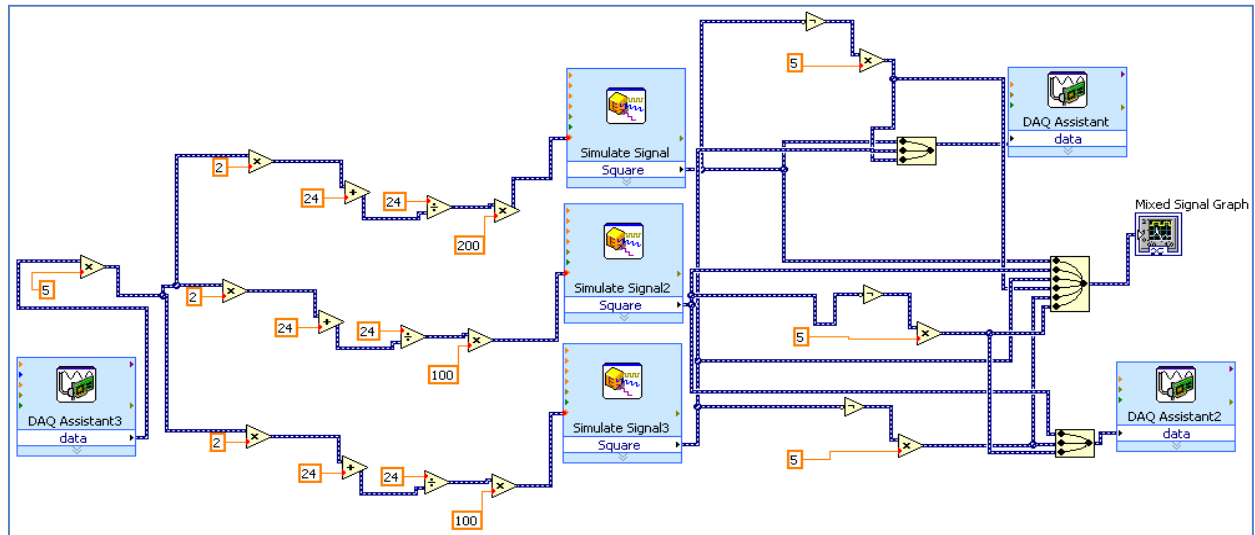 5
DAQ Assistant
data
Simulate Signal
Square
2
24
24
200
Mixed Signal Graph
Simulate Signal2
Square
5
2
24
24
100
5
DAQ Assistant3
data
Simulate Signal3
Square
DAQ Assistant2
data
2
24
24
100
5